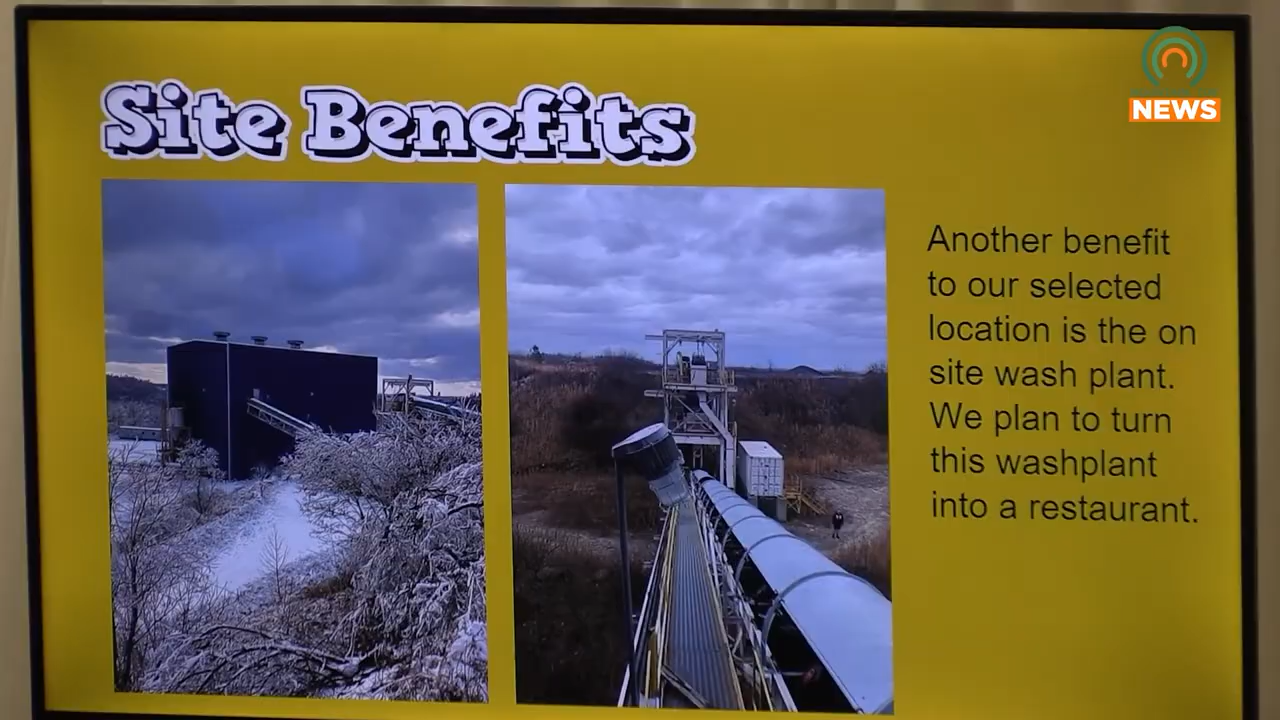 Site Benefits
NEWS
Another benefit
to our selected
location is the on
site wash plant.
We plan to turn
this washplant
into a restaurant.